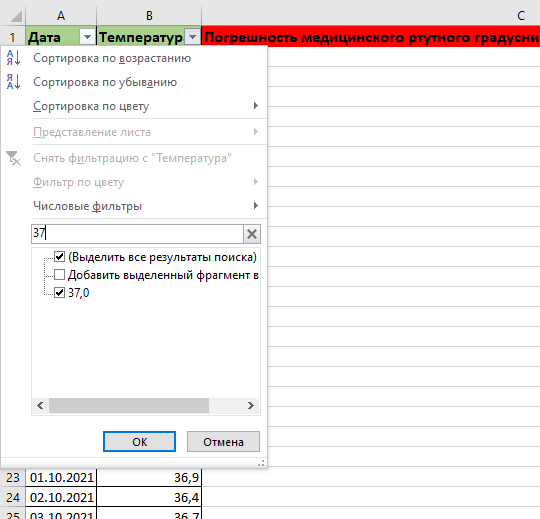 A B C
1 Дата Температур Погрешность медицинского ртутного градусни
Сортировка по возрастанию
Сортировка по убыванию
Сортировка по цвету
Представление листа
Снять фильтрацию с "Температура"
Фильтр по цвету
Числовые фильтры
37
(Выделить все результаты поиска)
Добавить выделенный фрагмент в
37,0
ОК Отмена
23 01.10.2021 36,9
24 02.10.2021 36,4
25 03.10.2021 36,7